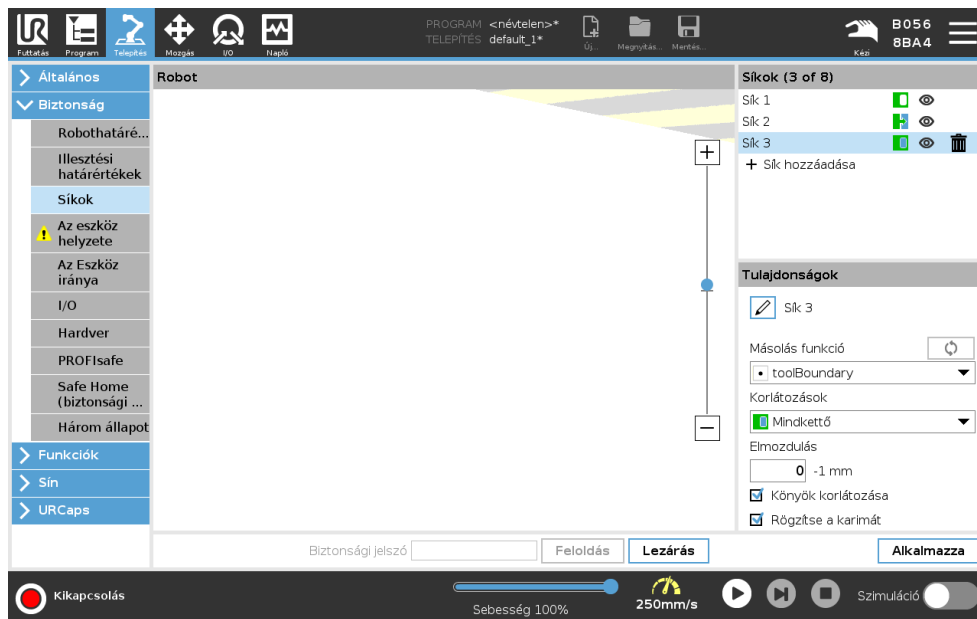 PROGRAM <névtelen>*
TELEPÍTÉS default_1*
Futtatás
Program
Telepítés
Mozgás
I/O
Napló
Új...
Megnyitás...
Mentés...
Kézi
B056
8BA4
Általános
Biztonság
Robothatáré...
Illesztési
határértékek
Síkok
Az eszköz
helyzete
Az Eszköz
iránya
I/O
Hardver
PROFIsafe
Safe Home
(biztonsági ...
Három állapot
Funkciók
Sín
URCaps
Robot
+
−
Síkok (3 of 8)
Sík 1
Sík 2
Sík 3
+ Sík hozzáadása
Tulajdonságok
Sík 3
Másolás funkció
toolBoundary
Korlátozások
Mindkettő
Elmozdulás
0 -1 mm
Könyök korlátozása
Rögzítse a karimát
Biztonsági jelszó
Feloldás
Lezárás
Alkalmazza
Kikapcsolás
Sebesség 100%
250mm/s
Szimuláció